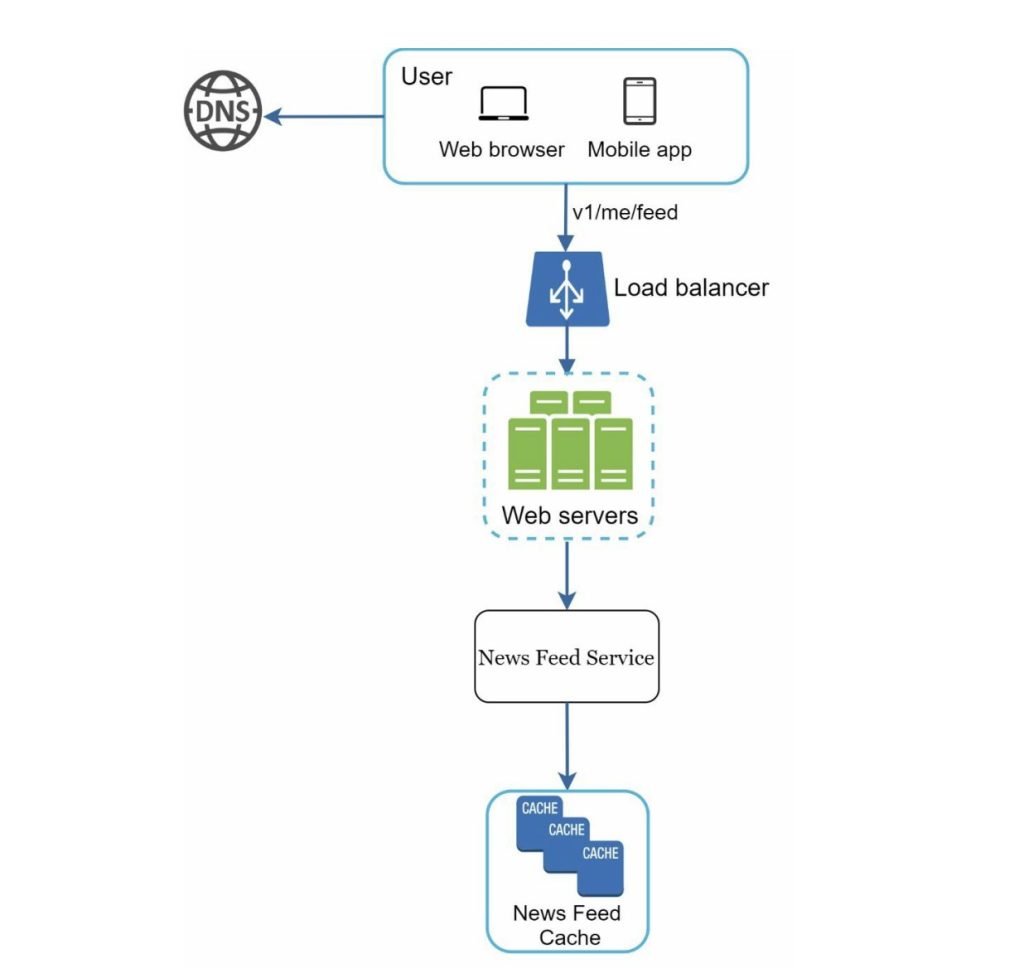 User
DNS
Web browser
Mobile app
v1/me/feed
Load balancer
Web servers
News Feed Service
CACHE
CACHE
CACHE
News Feed
Cache